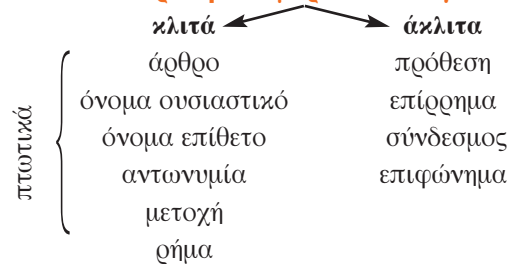 κλιτά άκλιτα
άρθρο πρόθεση
όνομα ουσιαστικό επίρρημα
όνομα επίθετο σύνδεσμος
αντωνυμία επιφώνημα
μετοχή
ρήμα
πτωτικά